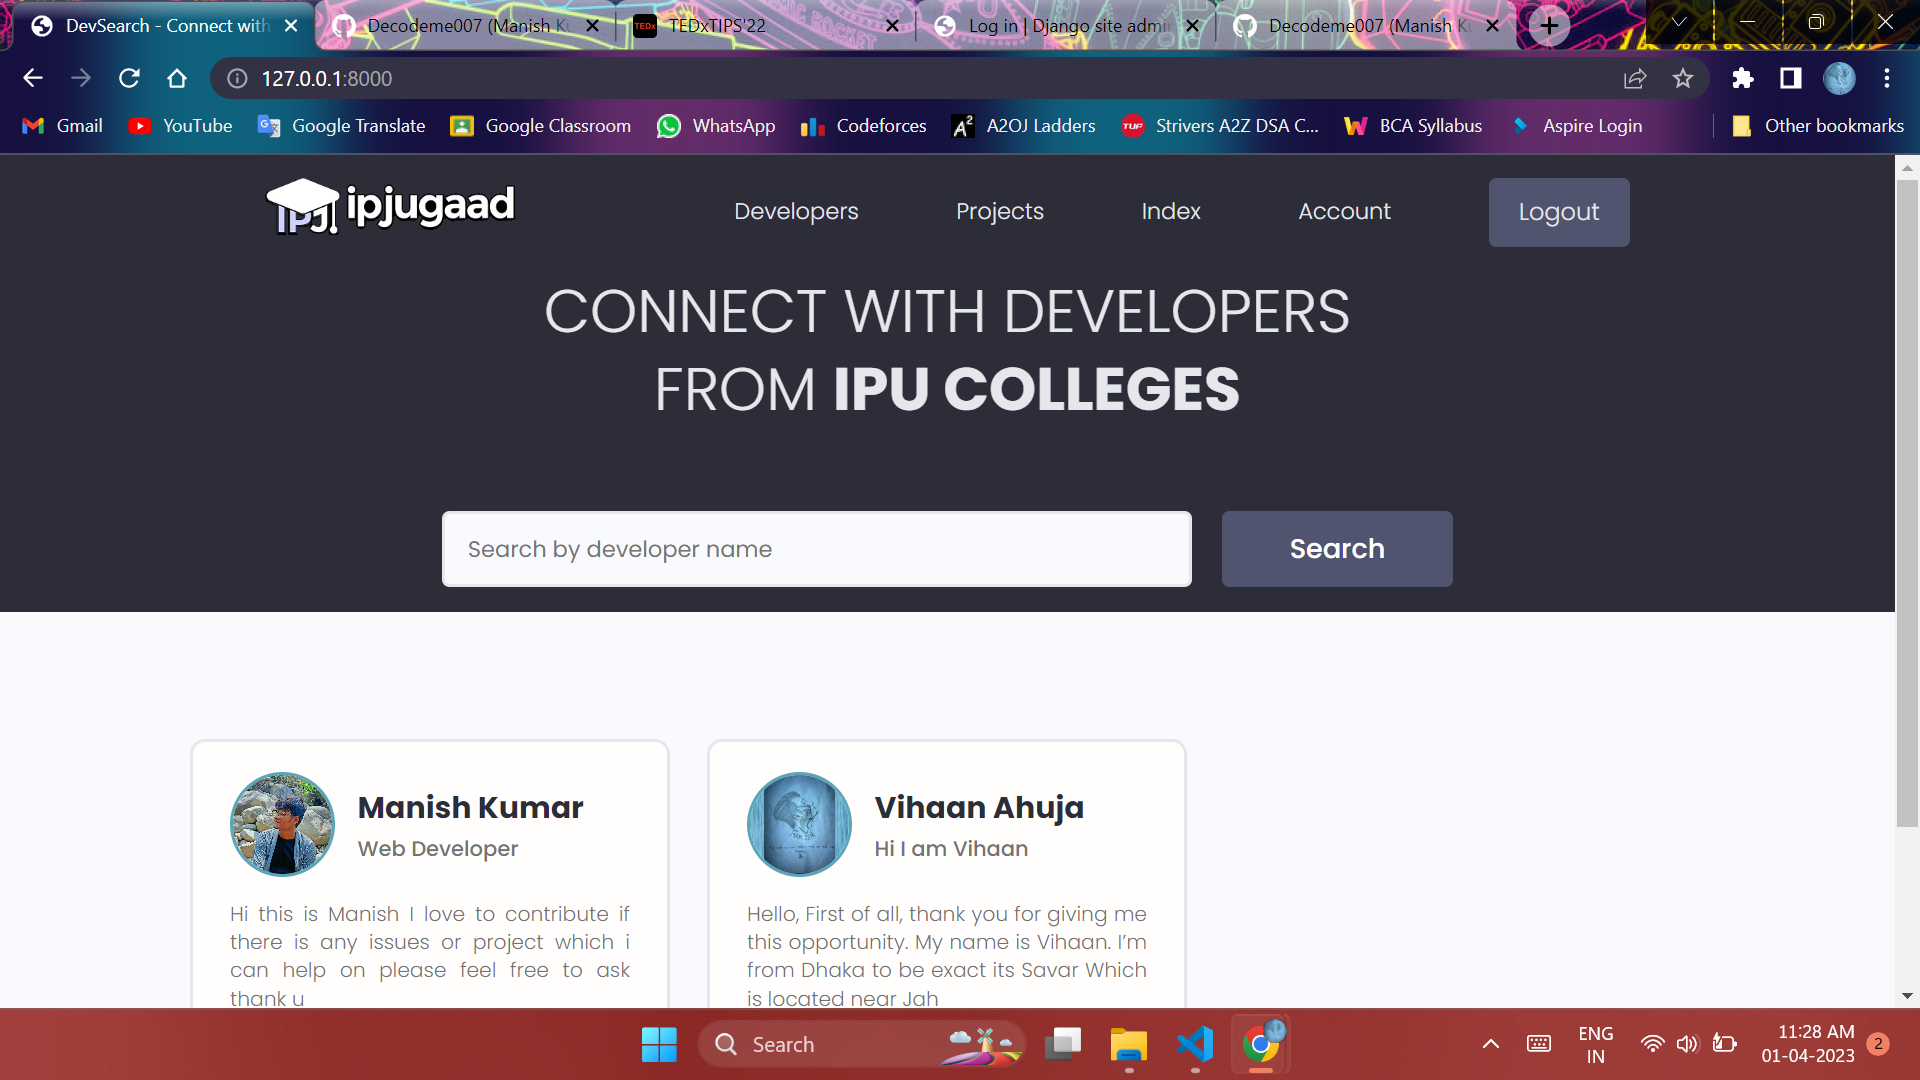 DevSearch - Connect with
Decodeme007 (Manish Ku
TEDx
TEDxTIPS'22
Log in | Django site admin
Decodeme007 (Manish Ku
127.0.0.1:8000
Gmail
YouTube
Google Translate
Google Classroom
WhatsApp
Codeforces
A2OJ Ladders
Strivers A2Z DSA C...
BCA Syllabus
Aspire Login
Other bookmarks
IPJ ipjugaad
Developers
Projects
Index
Account
Logout
CONNECT WITH DEVELOPERS
FROM IPU COLLEGES
Search by developer name
Search
Manish Kumar
Web Developer
Hi this is Manish I love to contribute if
there is any issues or project which i
can help on please feel free to ask
thank u
Vihaan Ahuja
Hi I am Vihaan
Hello, First of all, thank you for giving me
this opportunity. My name is Vihaan. I’m
from Dhaka to be exact its Savar Which
is located near Jah
Search
ENG
IN
11:28 AM
01-04-2023
2